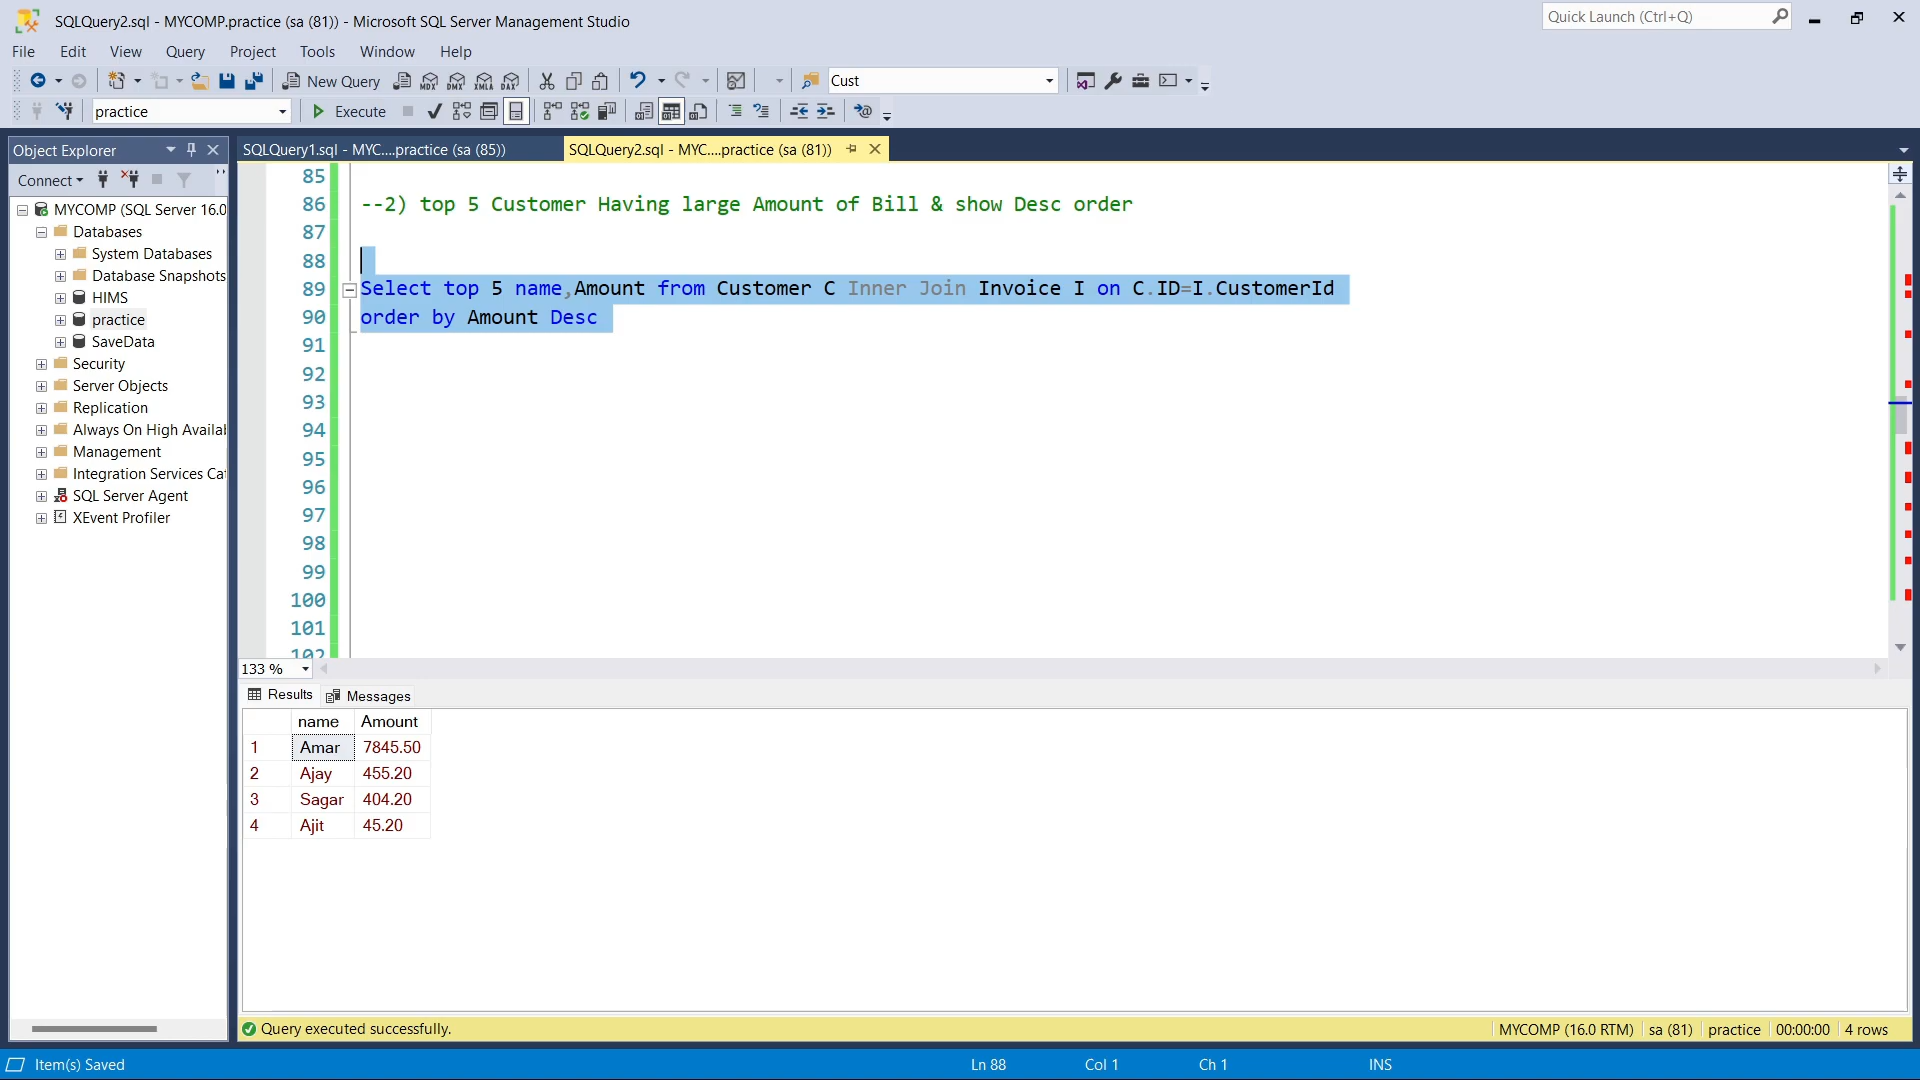 SQLQuery2.sql - MYCOMP.practice (sa (81)) - Microsoft SQL Server Management Studio
Quick Launch (Ctrl+Q)
File Edit View Query Project Tools Window Help
New Query MDX DMX XMLA DAX Cust
practice Execute
Object Explorer
SQLQuery1.sql - MYC....practice (sa (85))
SQLQuery2.sql - MYC....practice (sa (81))
Connect
MYCOMP (SQL Server 16.0
Databases
System Databases
Database Snapshots
HIMS
practice
SaveData
Security
Server Objects
Replication
Always On High Availal
Management
Integration Services Cat
SQL Server Agent
XEvent Profiler
85
86 --2) top 5 Customer Having large Amount of Bill & show Desc order
87
88
89 Select top 5 name,Amount from Customer C Inner Join Invoice I on C.ID=I.CustomerId
90 order by Amount Desc
91
92
93
94
95
96
97
98
99
100
101
102
133 %
Results Messages
name Amount
1 Amar 7845.50
2 Ajay 455.20
3 Sagar 404.20
4 Ajit 45.20
Query executed successfully.
MYCOMP (16.0 RTM) sa (81) practice 00:00:00 4 rows
Item(s) Saved Ln 88 Col 1 Ch 1 INS